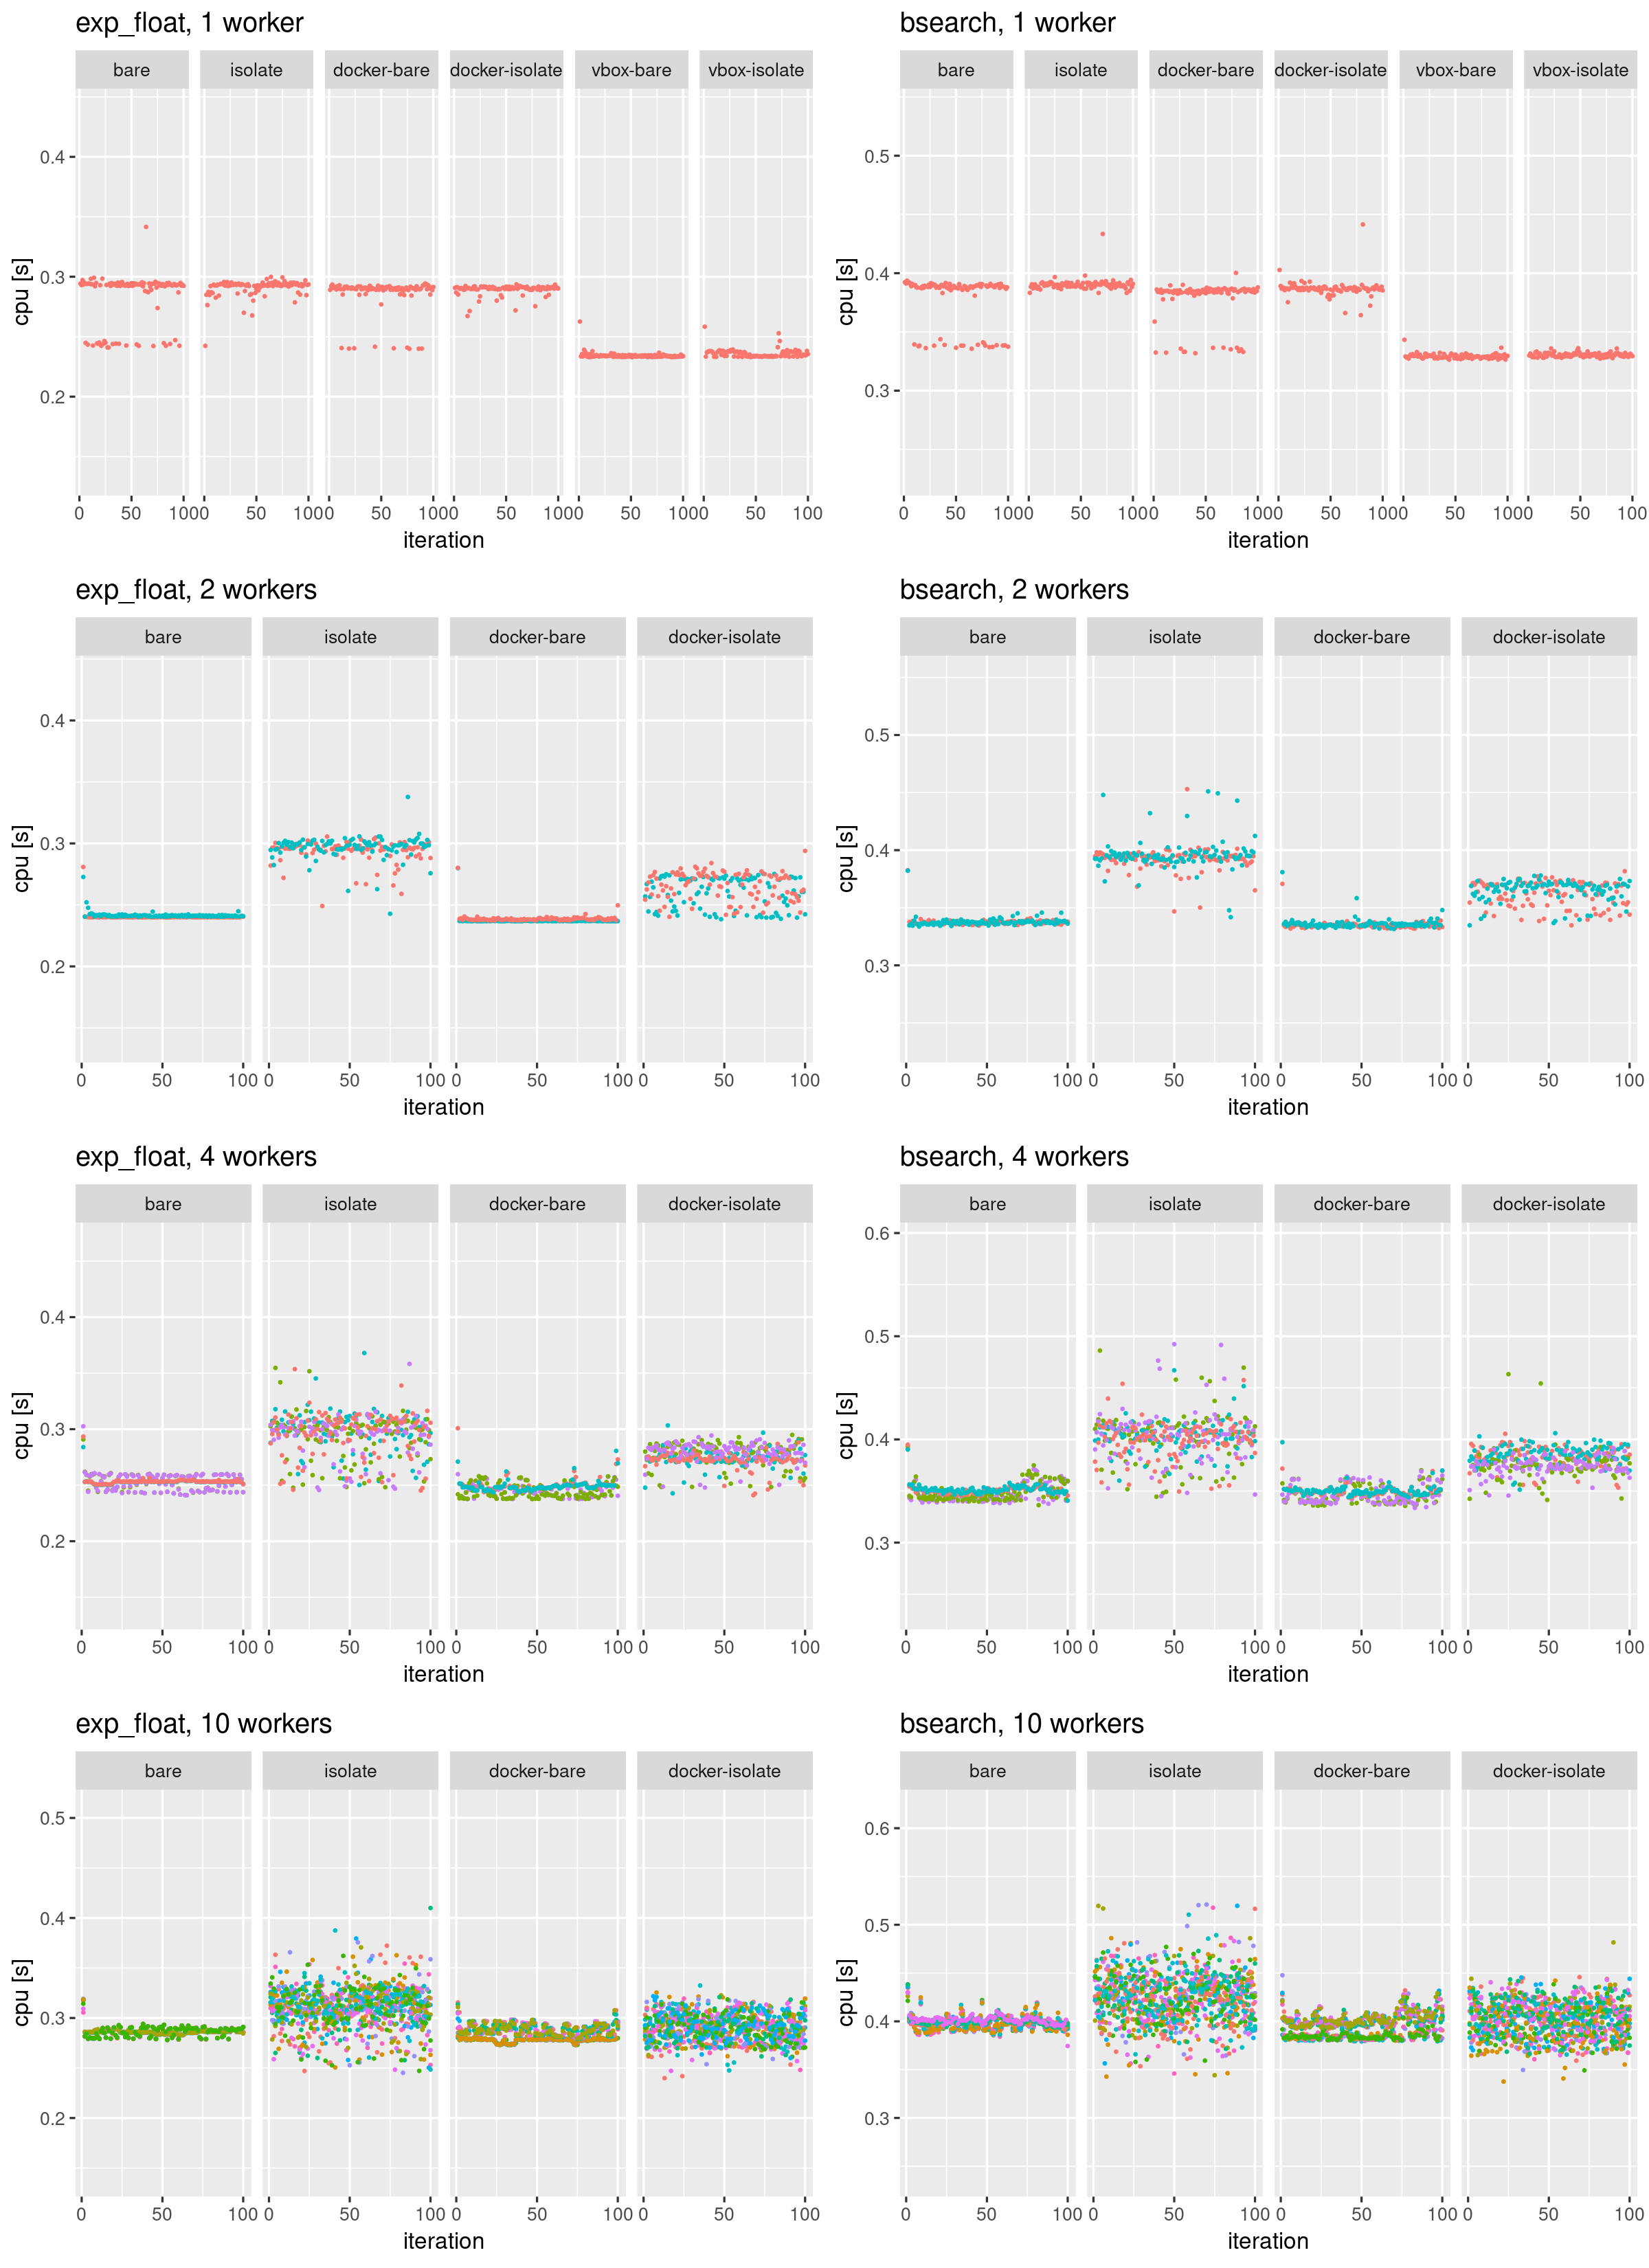 exp_float, 1 worker
bare isolate docker-bare docker-isolate vbox-bare vbox-isolate
0.4
0.3
0.2
cpu [s]
0 50 100 0 50 100 0 50 100 0 50 100 0 50 100 0 50 100
iteration
bsearch, 1 worker
bare isolate docker-bare docker-isolate vbox-bare vbox-isolate
0.5
0.4
0.3
cpu [s]
0 50 100 0 50 100 0 50 100 0 50 100 0 50 100 0 50 100
iteration
exp_float, 2 workers
bare isolate docker-bare docker-isolate
0.4
0.3
0.2
cpu [s]
0 50 100 0 50 100 0 50 100 0 50 100
iteration
bsearch, 2 workers
bare isolate docker-bare docker-isolate
0.5
0.4
0.3
cpu [s]
0 50 100 0 50 100 0 50 100 0 50 100
iteration
exp_float, 4 workers
bare isolate docker-bare docker-isolate
0.4
0.3
0.2
cpu [s]
0 50 100 0 50 100 0 50 100 0 50 100
iteration
bsearch, 4 workers
bare isolate docker-bare docker-isolate
0.6
0.5
0.4
0.3
cpu [s]
0 50 100 0 50 100 0 50 100 0 50 100
iteration
exp_float, 10 workers
bare isolate docker-bare docker-isolate
0.5
0.4
0.3
0.2
cpu [s]
0 50 100 0 50 100 0 50 100 0 50 100
iteration
bsearch, 10 workers
bare isolate docker-bare docker-isolate
0.6
0.5
0.4
0.3
cpu [s]
0 50 100 0 50 100 0 50 100 0 50 100
iteration